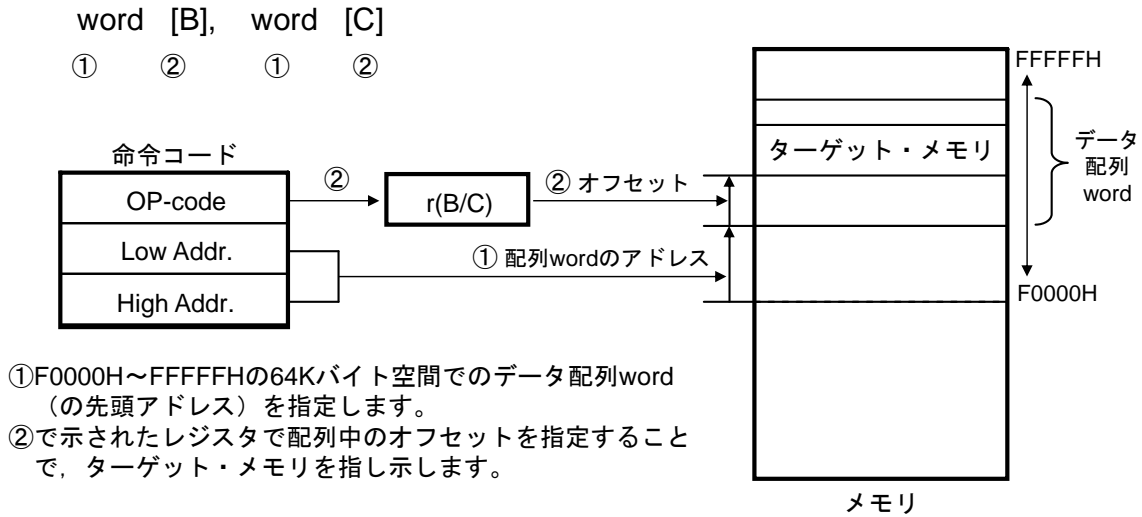 word [B], word [C]
① ② ① ②
命令コード
OP-code
Low Addr.
High Addr.
②
r(B/C)
② オフセット
① 配列wordのアドレス
ターゲット・メモリ
FFFFFH
データ
配列
word
F0000H
メモリ
①F0000H～FFFFFHの64Kバイト空間でのデータ配列word
（の先頭アドレス）を指定します。
②で示されたレジスタで配列中のオフセットを指定すること
で，ターゲット・メモリを指し示します。